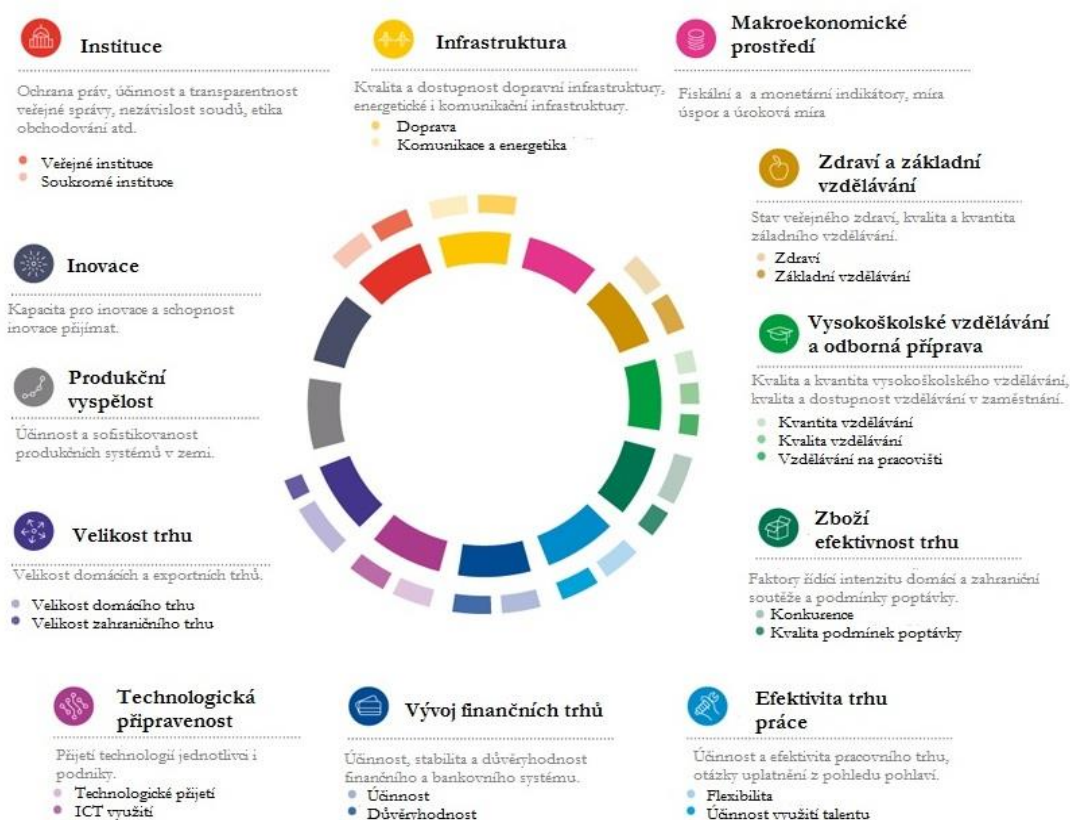 Instituce
Ochrana práv, účinnost a transparentnost
veřejné správy, nezávislost soudů, etika
obchodování atd.
Veřejné instituce
Soukromé instituce
Infrastruktura
Kvalita a dostupnost dopravní infrastruktury,
energetické i komunikační infrastruktury.
Doprava
Komunikace a energetika
Makroekonomické
prostředí
Fiskální a a monetární indikátory, míra
úspor a úroková míra
Zdraví a základní
vzdělávání
Stav veřejného zdraví, kvalita a kvantita
záladního vzdělávání.
Zdraví
Základní vzdělávání
Inovace
Kapacita pro inovace a schopnost
inovace přijímat.
Vysokoškolské vzdělávání
a odborná příprava
Kvalita a kvantita vysokoškolského vzdělávání,
kvalita a dostupnost vzdělávání v zaměstnání.
Kvantita vzdělávání
Kvalita vzdělávání
Vzdělávání na pracovišti
Produkční
vyspělost
Účinnost a sofistikovanost
produkčních systémů v zemi.
Velikost trhu
Velikost domácích a exportních trhů.
Velikost domácího trhu
Velikost zahraničního trhu
Zboží
efektivnost trhu
Faktory řídící intenzitu domácí a zahraniční
soutěže a podmínky poptávky.
Konkurence
Kvalita podmínek poptávky
Technologická
připravenost
Přijetí technologií jednotlivci i
podniky.
Technologické přijetí
ICT využití
Vývoj finančních trhů
Účinnost, stabilita a důvěryhodnost
finančního a bankovního systému.
Účinnost
Důvěryhodnost
Efektivita trhu
práce
Účinnost a efektivita pracovního trhu,
otázky uplatnění z pohledu pohlaví.
Flexibilita
Účinnost využití talentu